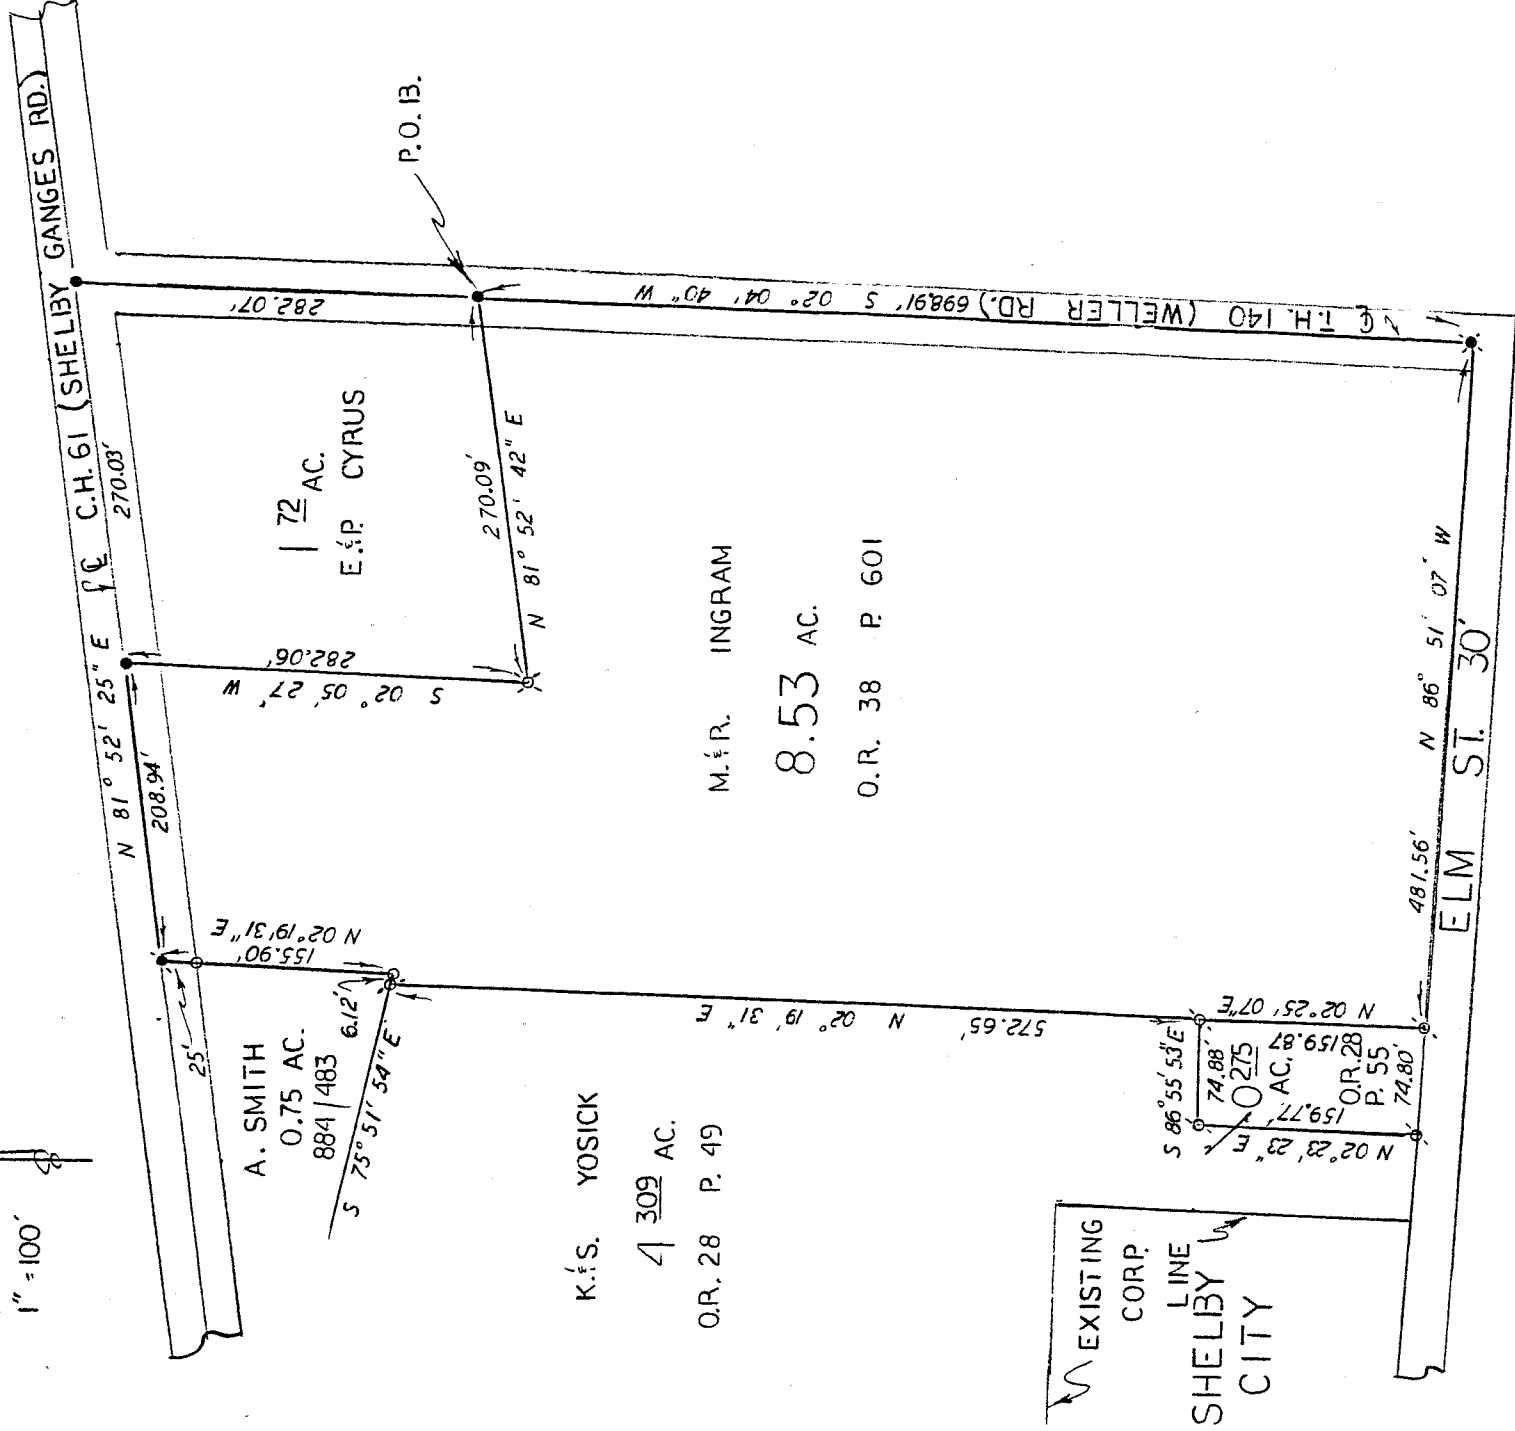 1" = 100'
N 81° 52' 25" E ℄ C.H. 61 (SHELBY GANGES RD.)
208.94'
270.03'
P.O.B.
282.07'
℄ T.H. 140 (WELLER RD.) 698.91' S 02° 04' 40" W
1 72 AC.
E.&P. CYRUS
270.09'
N 81° 52' 42" E
282.06'
S 02° 05' 27" W
M.&R. INGRAM
8.53 AC.
O.R. 38 P. 601
N 02° 19' 31" E
155.90'
25'
6.12'
A. SMITH
0.75 AC.
884/483
S 75° 51' 54" E
572.65' N 02° 19' 31" E
K.&S. YOSICK
4 309 AC.
O.R. 28 P. 49
S 86° 55' 53" E
74.88'
0 275
AC.
O.R. 28
P. 55
74.80'
N 02° 25' 07" E
159.87
159.77'
N 02° 23' 23" E
481.56' N 86° 51' 07" W
ELM ST. 30'
EXISTING
CORP.
LINE
SHELBY
CITY